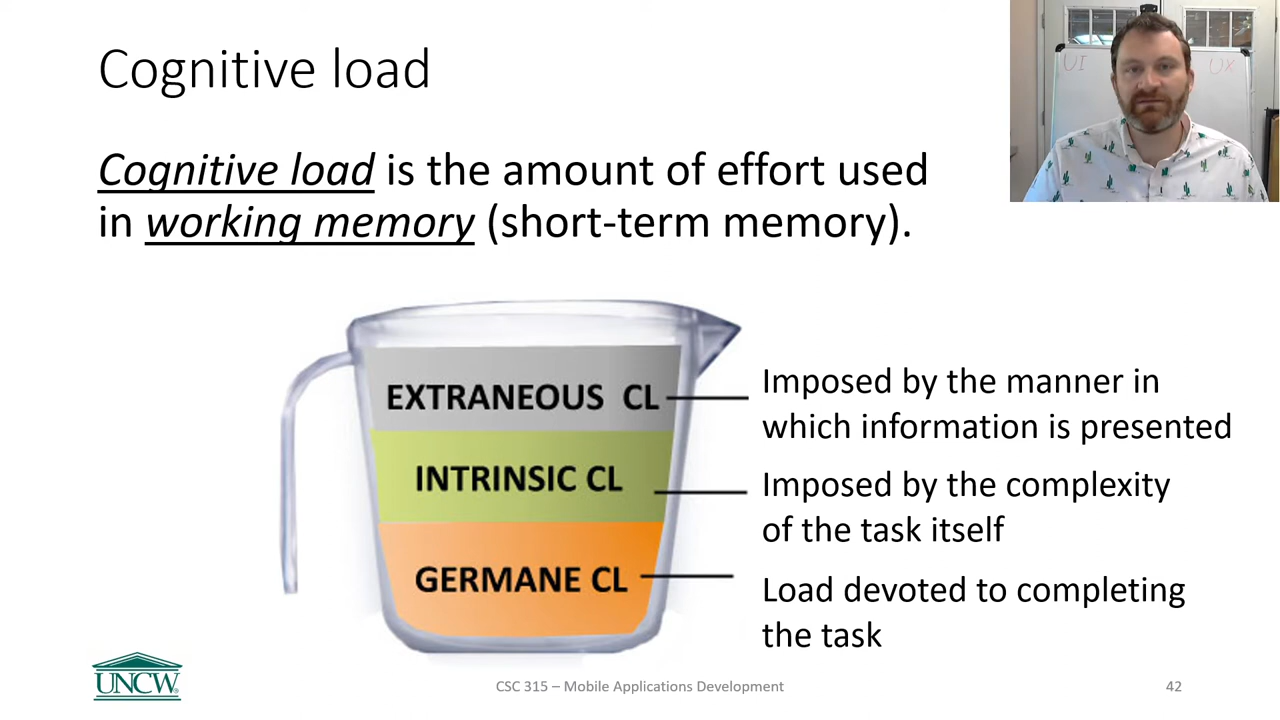 Cognitive load
UI
UX
Cognitive load is the amount of effort used
in working memory (short-term memory).
EXTRANEOUS CL
Imposed by the manner in
which information is presented
INTRINSIC CL
Imposed by the complexity
of the task itself
GERMANE CL
Load devoted to completing
the task
UNCW
CSC 315 – Mobile Applications Development
42